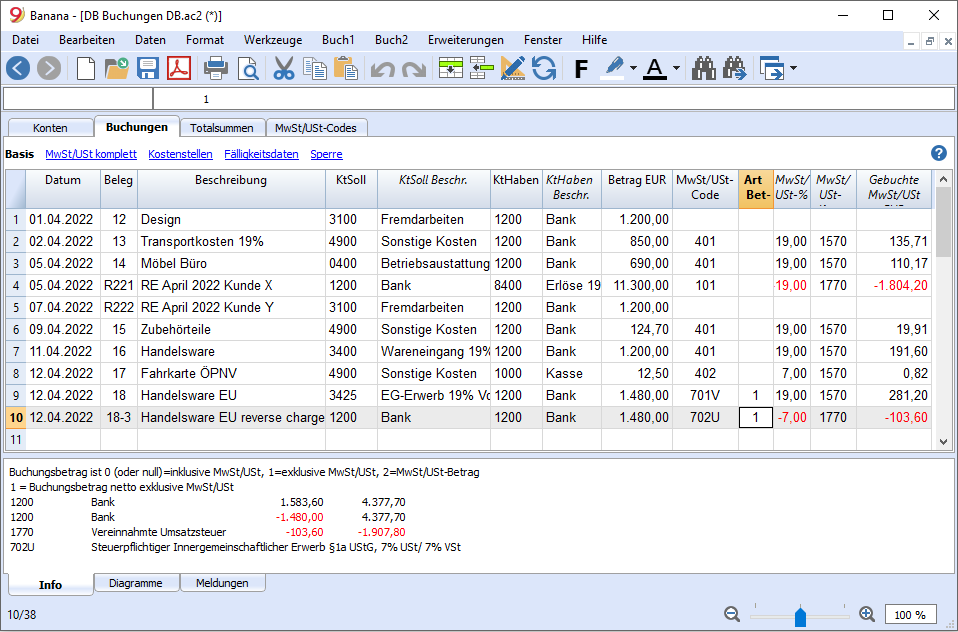 Banana - [DB Buchungen DB.ac2 (*)]
Datei Bearbeiten Daten Format Werkzeuge Buch1 Buch2 Erweiterungen Fenster Hilfe
F A
1
Konten Buchungen Totalsummen MwSt/USt-Codes
Basis MwSt/USt komplett Kostenstellen Fälligkeitsdaten Sperre
Datum Beleg Beschreibung KtSoll KtSoll Beschr. KtHaben KtHaben Beschr. Betrag EUR MwSt/USt-Code Art Bet- MwSt/USt-% MwSt/USt- Gebuchte MwSt/USt
1 01.04.2022 12 Design 3100 Fremdarbeiten 1200 Bank 1.200,00
2 02.04.2022 13 Transportkosten 19% 4900 Sonstige Kosten 1200 Bank 850,00 401 19,00 1570 135,71
3 05.04.2022 14 Möbel Büro 0400 Betriebsaustattung 1200 Bank 690,00 401 19,00 1570 110,17
4 05.04.2022 R221 RE April 2022 Kunde X 1200 Bank 8400 Erlöse 19 11.300,00 101 -19,00 1770 -1.804,20
5 07.04.2022 R222 RE April 2022 Kunde Y 3100 Fremdarbeiten 1200 Bank 1.200,00
6 09.04.2022 15 Zubehörteile 4900 Sonstige Kosten 1200 Bank 124,70 401 19,00 1570 19,91
7 11.04.2022 16 Handelsware 3400 Wareneingang 19% 1200 Bank 1.200,00 401 19,00 1570 191,60
8 12.04.2022 17 Fahrkarte ÖPNV 4900 Sonstige Kosten 1000 Kasse 12,50 402 7,00 1570 0,82
9 12.04.2022 18 Handelsware EU 3425 EG-Erwerb 19% Vo 1200 Bank 1.480,00 701V 1 19,00 1570 281,20
10 12.04.2022 18-3 Handelsware EU reverse charge 1200 Bank 1200 Bank 1.480,00 702U 1 -7,00 1770 -103,60
11
Buchungsbetrag ist 0 (oder null)=inklusive MwSt/USt, 1=exklusive MwSt/USt, 2=MwSt/USt-Betrag
1 = Buchungsbetrag netto exklusive MwSt/USt
1200 Bank 1.583,60 4.377,70
1200 Bank -1.480,00 4.377,70
1770 Vereinnahmte Umsatzsteuer -103,60 -1.907,80
702U Steuerpflichtiger Innergemeinschaftlicher Erwerb §1a UStG, 7% USt/ 7% VSt
Info Diagramme Meldungen
10/38 100 %